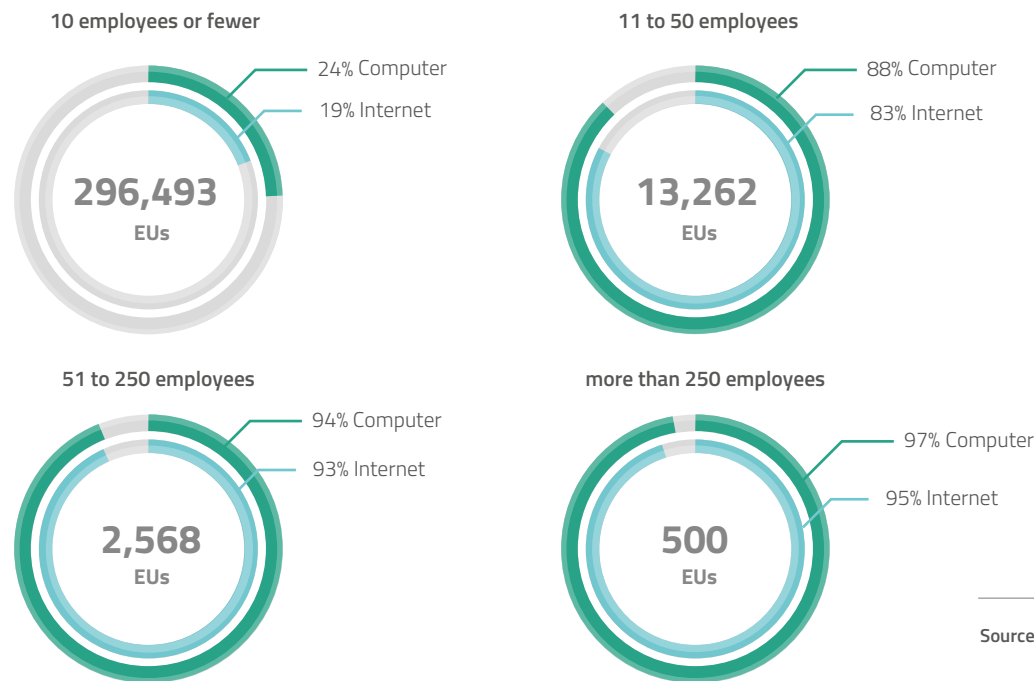 10 employees or fewer
24% Computer
19% Internet
296,493
EUs
11 to 50 employees
88% Computer
83% Internet
13,262
EUs
51 to 250 employees
94% Computer
93% Internet
2,568
EUs
more than 250 employees
97% Computer
95% Internet
500
EUs
Source